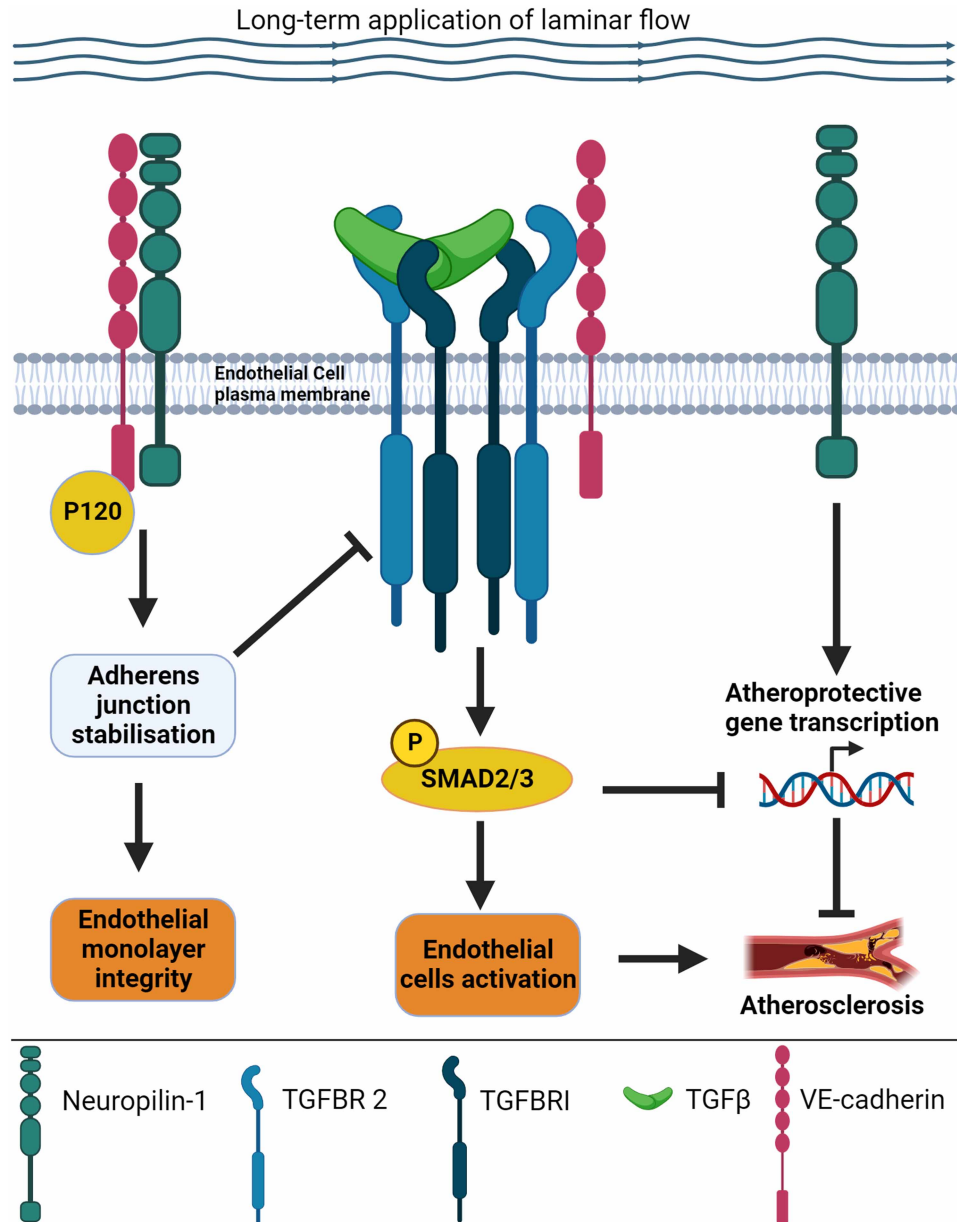 Long-term application of laminar flow
Endothelial Cell
plasma membrane
P120
Adherens
junction
stabilisation
Endothelial
monolayer
integrity
P
SMAD2/3
Endothelial
cells activation
Atheroprotective
gene transcription
Atherosclerosis
Neuropilin-1
TGFBR 2
TGFBRI
TGFβ
VE-cadherin